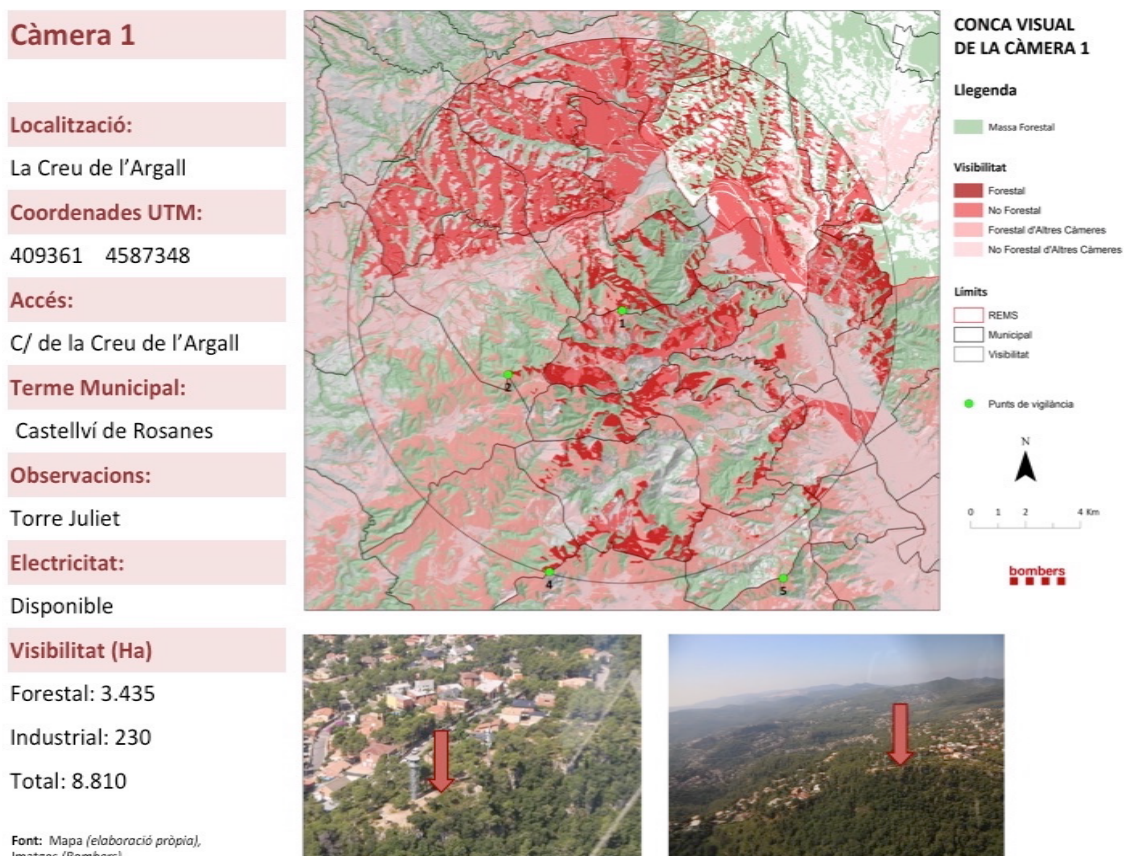 Càmera 1
Localització:
La Creu de l'Argall
Coordenades UTM:
409361 4587348
Accés:
C/ de la Creu de l'Argall
Terme Municipal:
Castellví de Rosanes
Observacions:
Torre Juliet
Electricitat:
Disponible
Visibilitat (Ha)
Forestal: 3.435
Industrial: 230
Total: 8.810
Font: Mapa (elaboració pròpia),
Imatges (Bombers)
1
2
4
5
CONCA VISUAL
DE LA CÀMERA 1
Llegenda
Massa Forestal
Visibilitat
Forestal
No Forestal
Forestal d'Altres Càmeres
No Forestal d'Altres Càmeres
Límits
REMS
Municipal
Visibilitat
Punts de vigilància
N
0 1 2 4 Km
bombers